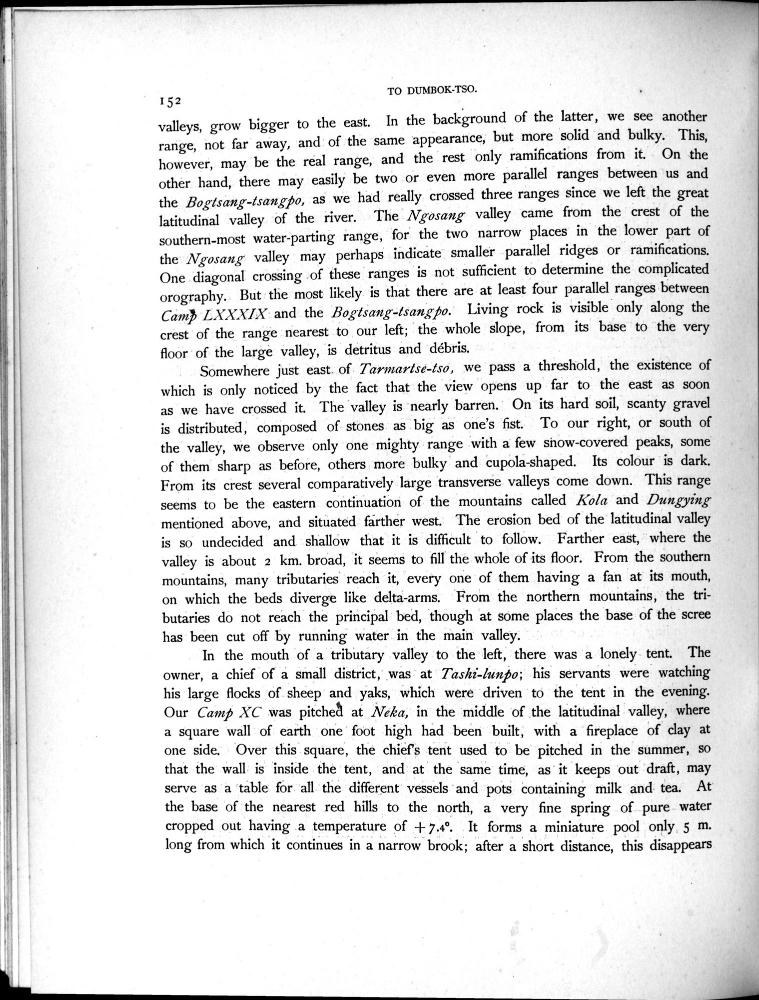 152
TO DUMBOK-TSO.
valleys, grow bigger to the east. In the background of the latter, we see another
range, not far away, and of the same appearance, but more solid and bulky. This,
however, may be the real range, and the rest only ramifications from it. On the
other hand, there may easily be two or even more parallel ranges between us and
the Bogtsang-tsangpo, as we had really crossed three ranges since we left the great
latitudinal valley of the river. The Ngosang valley came from the crest of the
southern-most water-parting range, for the two narrow places in the lower part of
the Ngosang valley may perhaps indicate smaller parallel ridges or ramifications.
One diagonal crossing of these ranges is not sufficient to determine the complicated
orography. But the most likely is that there are at least four parallel ranges between
Camp LXXXIX and the Bogtsang-tsangpo. Living rock is visible only along the
crest of the range nearest to our left; the whole slope, from its base to the very
floor of the large valley, is detritus and débris.
Somewhere just east of Tarmartse-tso, we pass a threshold, the existence of
which is only noticed by the fact that the view opens up far to the east as soon
as we have crossed it. The valley is nearly barren. On its hard soil, scanty gravel
is distributed, composed of stones as big as one's fist. To our right, or south of
the valley, we observe only one mighty range with a few snow-covered peaks, some
of them sharp as before, others more bulky and cupola-shaped. Its colour is dark.
From its crest several comparatively large transverse valleys come down. This range
seems to be the eastern continuation of the mountains called Kola and Dungying
mentioned above, and situated farther west. The erosion bed of the latitudinal valley
is so undecided and shallow that it is difficult to follow. Farther east, where the
valley is about 2 km. broad, it seems to fill the whole of its floor. From the southern
mountains, many tributaries reach it, every one of them having a fan at its mouth,
on which the beds diverge like delta-arms. From the northern mountains, the tri-
butaries do not reach the principal bed, though at some places the base of the scree
has been cut off by running water in the main valley.
In the mouth of a tributary valley to the left, there was a lonely tent. The
owner, a chief of a small district, was at Tashi-lunpo; his servants were watching
his large flocks of sheep and yaks, which were driven to the tent in the evening.
Our Camp XC was pitched at Neka, in the middle of the latitudinal valley, where
a square wall of earth one foot high had been built, with a fireplace of clay at
one side. Over this square, the chief's tent used to be pitched in the summer, so
that the wall is inside the tent, and at the same time, as it keeps out draft, may
serve as a table for all the different vessels and pots containing milk and tea. At
the base of the nearest red hills to the north, a very fine spring of pure water
cropped out having a temperature of +7.4°. It forms a miniature pool only 5 m.
long from which it continues in a narrow brook; after a short distance, this disappears